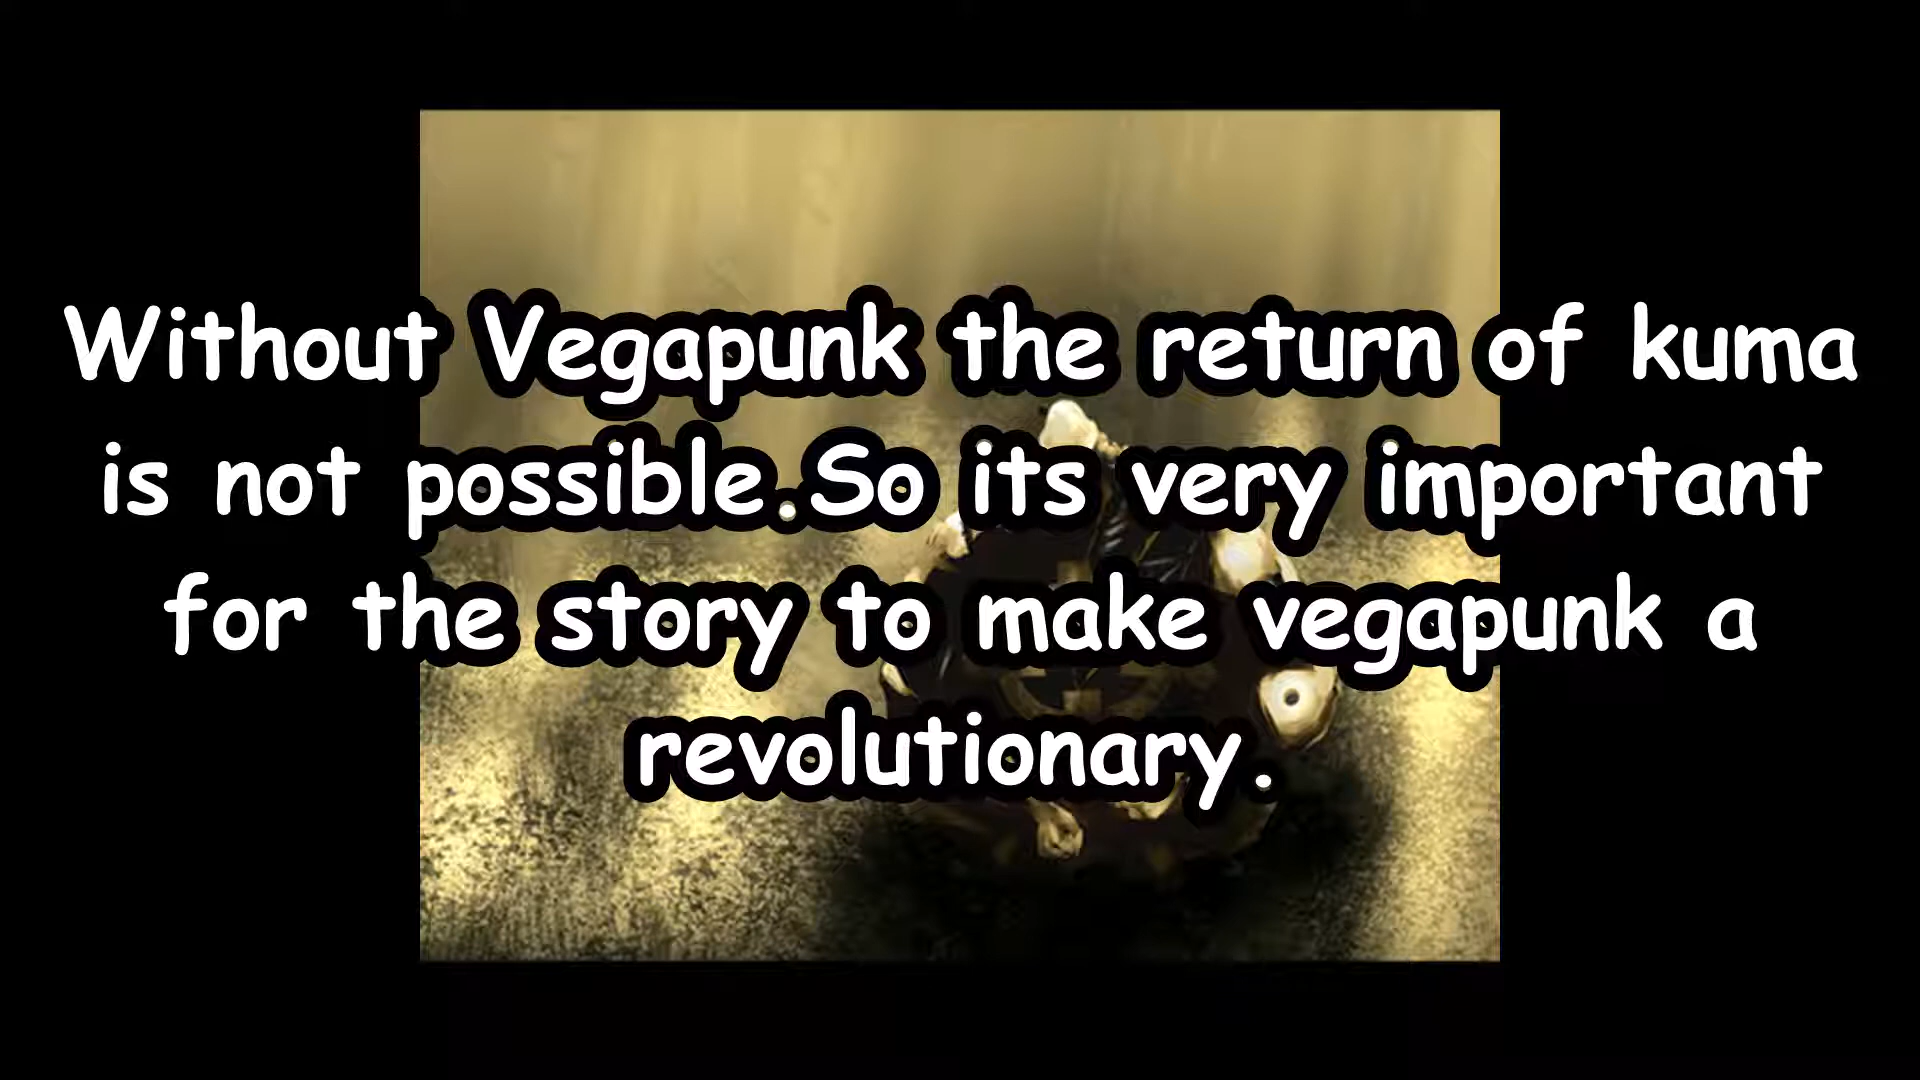 Without Vegapunk the return of kuma
is not possible.So its very important
for the story to make vegapunk a
revolutionary.